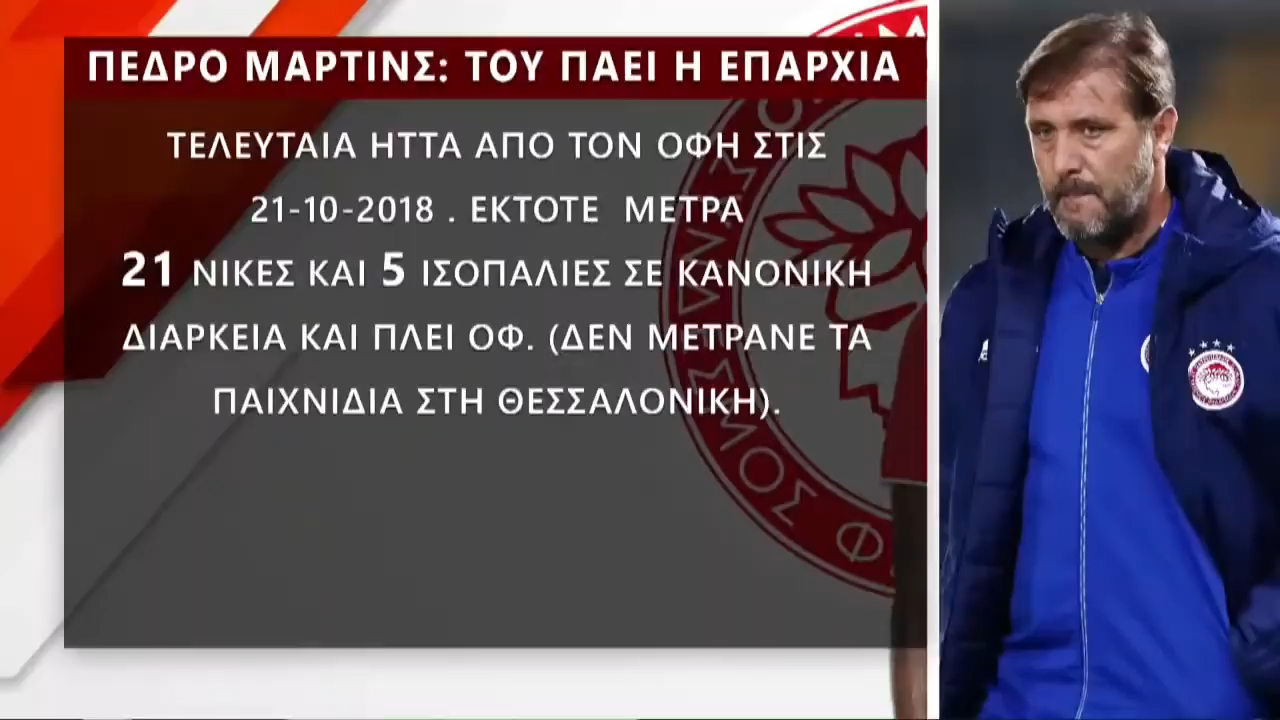 ΠΕΔΡΟ ΜΑΡΤΙΝΣ: ΤΟΥ ΠΑΕΙ Η ΕΠΑΡΧΙΑ
ΤΕΛΕΥΤΑΙΑ ΗΤΤΑ ΑΠΟ ΤΟΝ ΟΦΗ ΣΤΙΣ
21-10-2018 . ΕΚΤΟΤΕ ΜΕΤΡΑ
21 ΝΙΚΕΣ ΚΑΙ 5 ΙΣΟΠΑΛΙΕΣ ΣΕ ΚΑΝΟΝΙΚΗ
ΔΙΑΡΚΕΙΑ ΚΑΙ ΠΛΕΙ ΟΦ. (ΔΕΝ ΜΕΤΡΑΝΕ ΤΑ
ΠΑΙΧΝΙΔΙΑ ΣΤΗ ΘΕΣΣΑΛΟΝΙΚΗ).